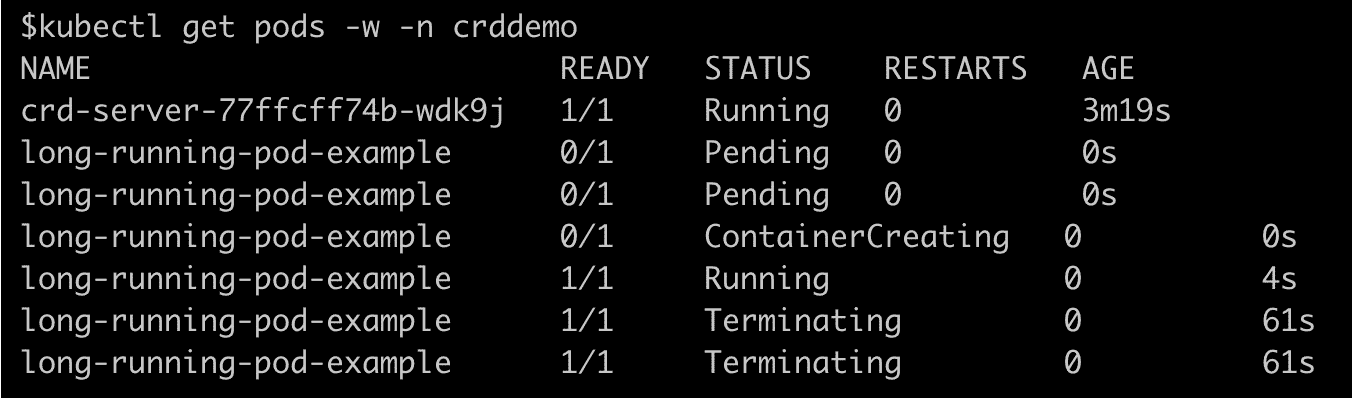 $kubectl get pods -w -n crddemo
NAME READY STATUS RESTARTS AGE
crd-server-77ffcff74b-wdk9j 1/1 Running 0 3m19s
long-running-pod-example 0/1 Pending 0 0s
long-running-pod-example 0/1 Pending 0 0s
long-running-pod-example 0/1 ContainerCreating 0 0s
long-running-pod-example 1/1 Running 0 4s
long-running-pod-example 1/1 Terminating 0 61s
long-running-pod-example 1/1 Terminating 0 61s